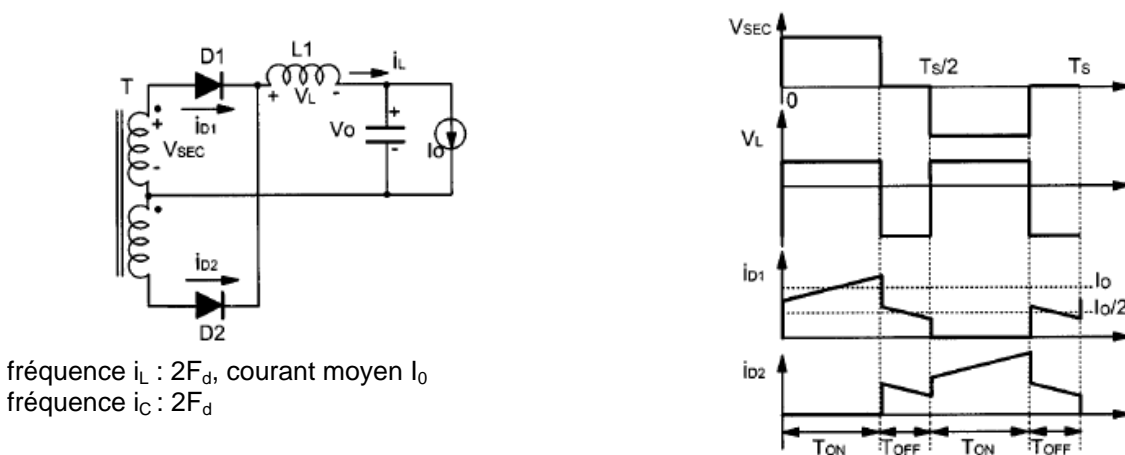 D1
L1
iL
T
+ VL -
iD1
+
VSEC
-
Vo
+
-
Io
iD2
D2
fréquence iL : 2Fd, courant moyen I0
fréquence iC : 2Fd
VSEC
TS/2
TS
0
VL
iD1
Io
Io/2
iD2
TON
TOFF
TON
TOFF